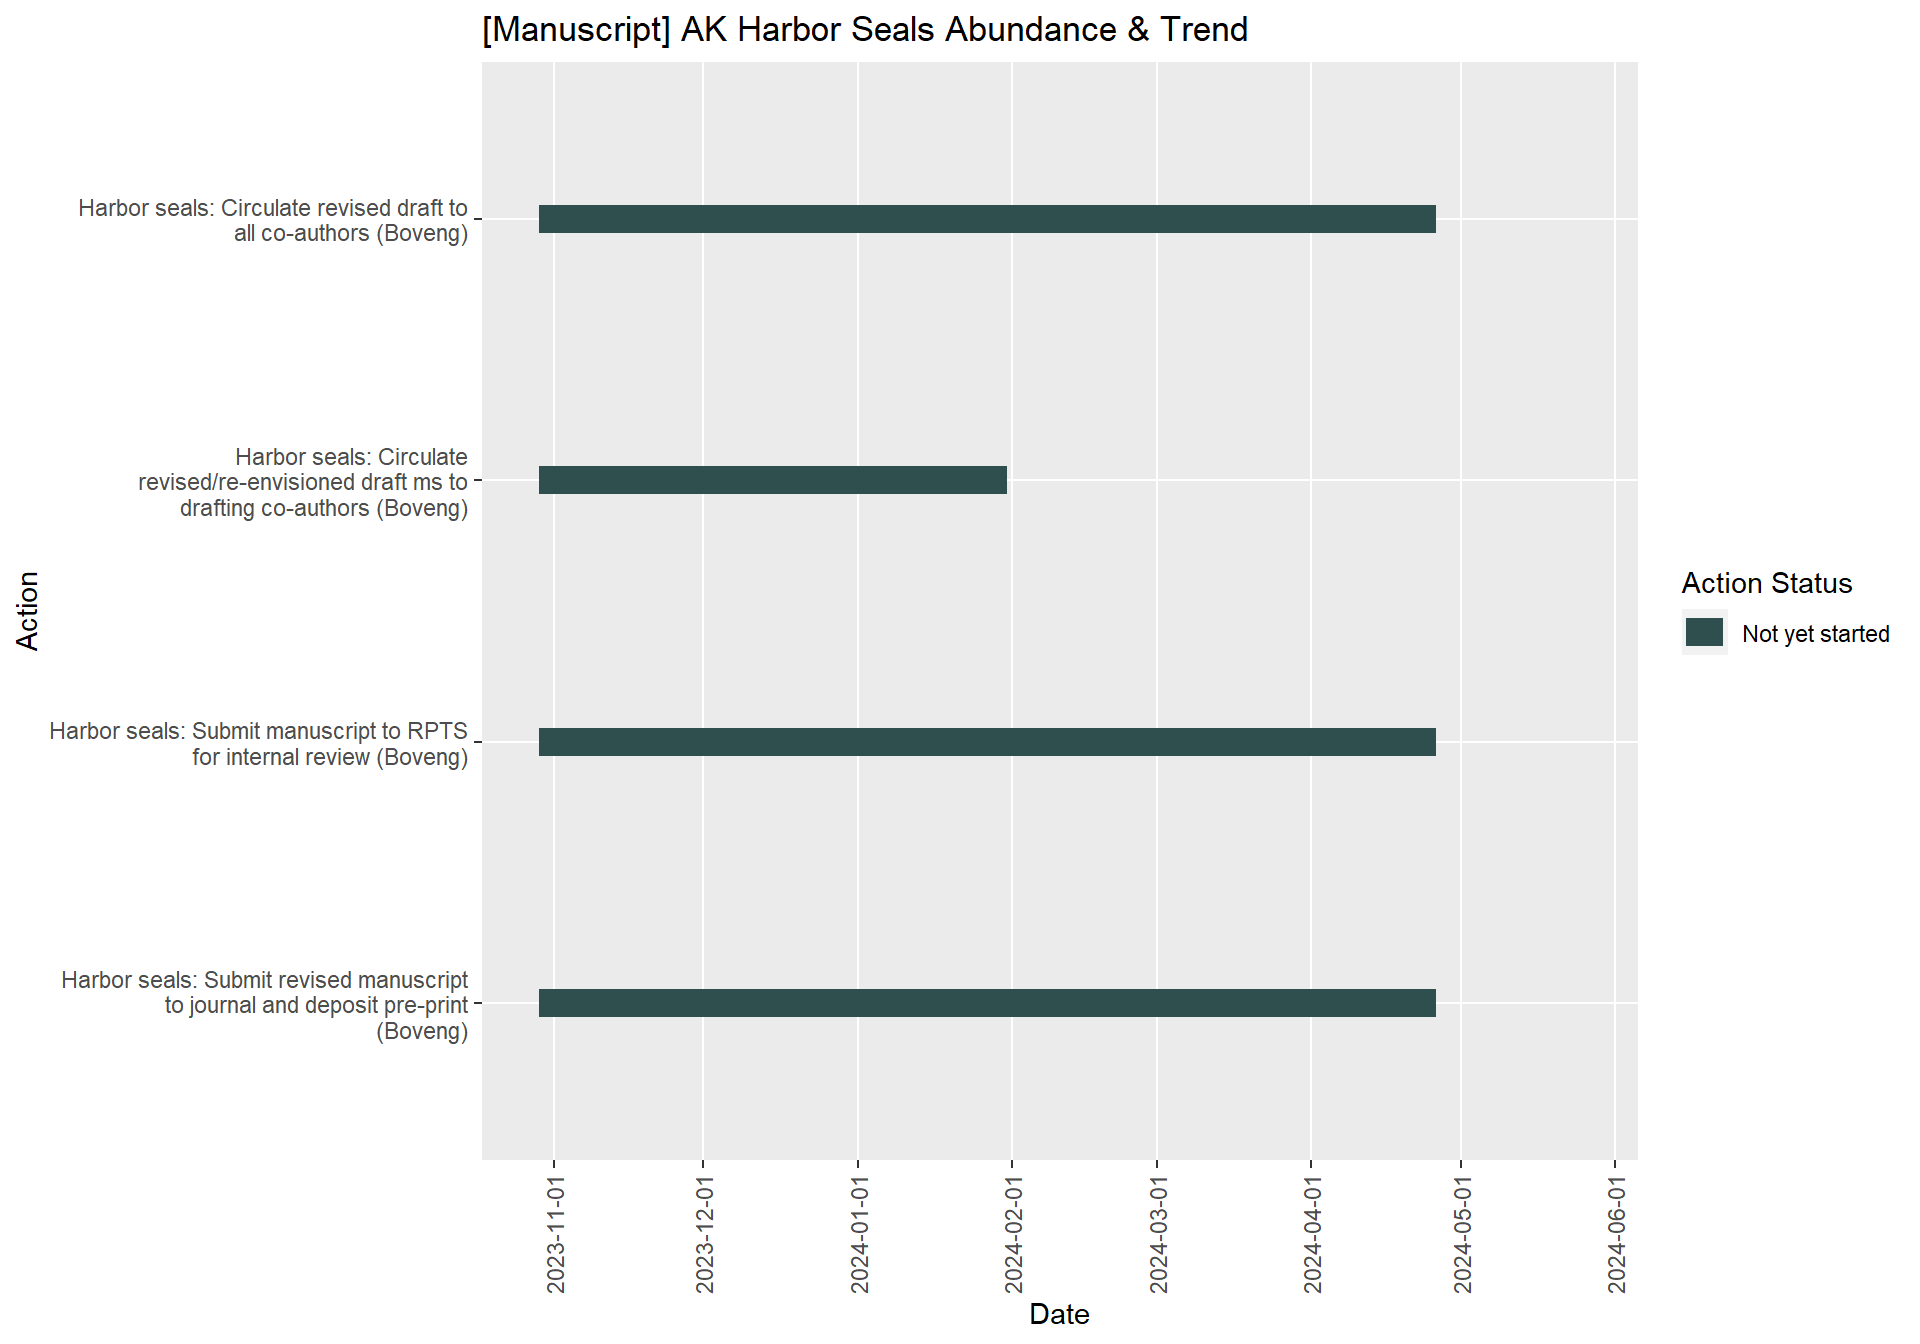 [Manuscript] AK Harbor Seals Abundance & Trend
Harbor seals: Circulate revised draft to
all co-authors (Boveng)
Harbor seals: Circulate
revised/re-envisioned draft ms to
drafting co-authors (Boveng)
Harbor seals: Submit manuscript to RPTS
for internal review (Boveng)
Harbor seals: Submit revised manuscript
to journal and deposit pre-print
(Boveng)
Action
Action Status
Not yet started
2023-11-01
2023-12-01
2024-01-01
2024-02-01
2024-03-01
2024-04-01
2024-05-01
2024-06-01
Date